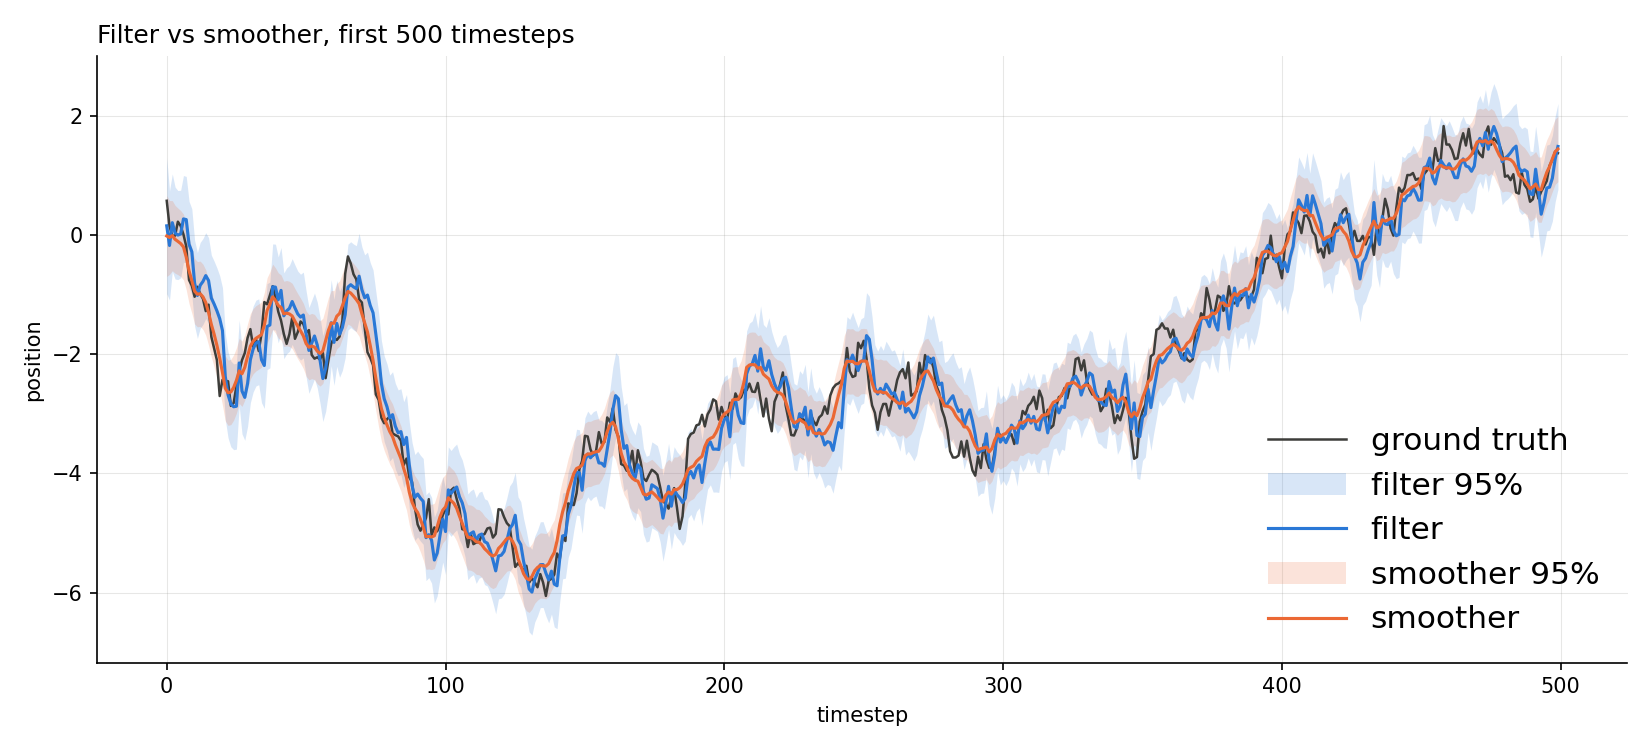 Filter vs smoother, first 500 timesteps
position
2
0
−2
−4
−6
ground truth
filter 95%
filter
smoother 95%
smoother
0 100 200 300 400 500
timestep